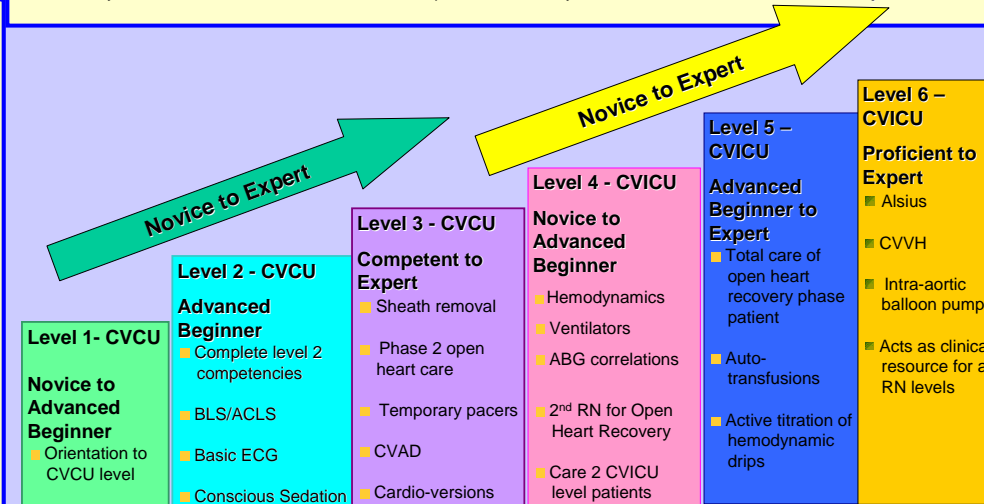 Novice to Expert
Novice to Expert
Level 1- CVCU
Novice to
Advanced
Beginner
Orientation to
CVCU level
Level 2 - CVCU
Advanced
Beginner
Complete level 2
competencies
BLS/ACLS
Basic ECG
Conscious Sedation
Level 3 - CVCU
Competent to
Expert
Sheath removal
Phase 2 open
heart care
Temporary pacers
CVAD
Cardio-versions
Level 4 - CVICU
Novice to
Advanced
Beginner
Hemodynamics
Ventilators
ABG correlations
2nd RN for Open
Heart Recovery
Care 2 CVICU
level patients
Level 5 –
CVICU
Advanced
Beginner to
Expert
Total care of
open heart
recovery phase
patient
Auto-
transfusions
Active titration of
hemodynamic
drips
Level 6 –
CVICU
Proficient to
Expert
Alsius
CVVH
Intra-aortic
balloon pump
Acts as clinica
resource for a
RN levels